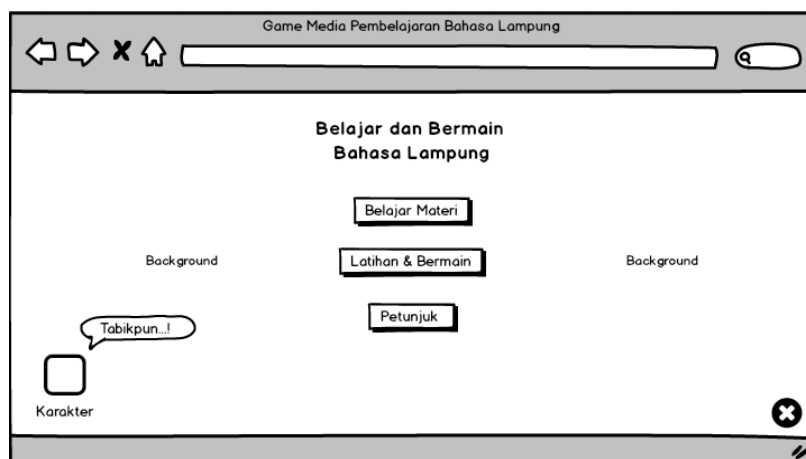 Game Media Pembelajaran Bahasa Lampung
Belajar dan Bermain
Bahasa Lampung
Belajar Materi
Background
Latihan & Bermain
Background
Petunjuk
Tabikpun...!
Karakter